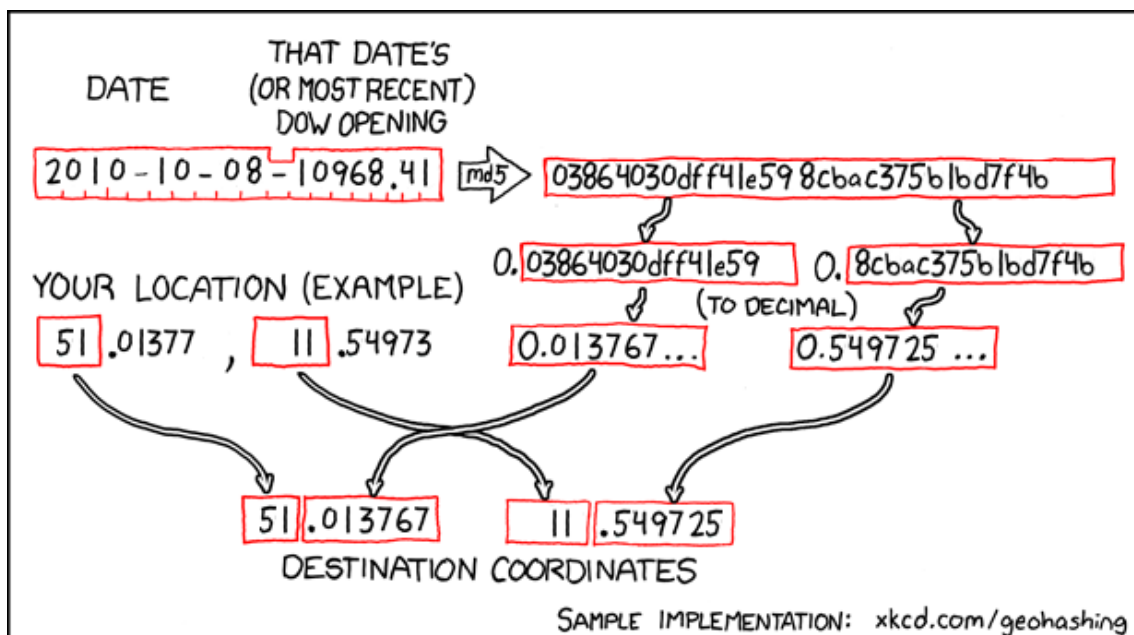 DATE
THAT DATE'S
(OR MOST RECENT)
DOW OPENING
2010-10-08-10968.41
md5
03864030dff41e598cbac375b1bd7f4b
0.03864030dff41e59
0.8cbac375b1bd7f4b
YOUR LOCATION (EXAMPLE)
(TO DECIMAL)
51.01377, 11.54973
0.013767...
0.549725...
51.013767
11.549725
DESTINATION COORDINATES
SAMPLE IMPLEMENTATION: xkcd.com/geohashing